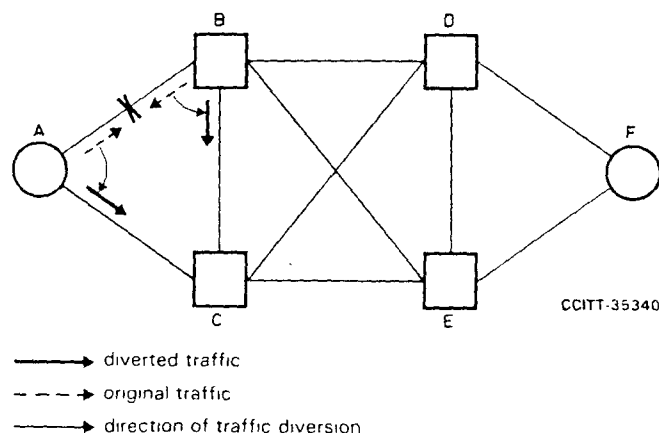 B
D
A
F
C
E
CCITT-35340
diverted traffic
original traffic
direction of traffic diversion